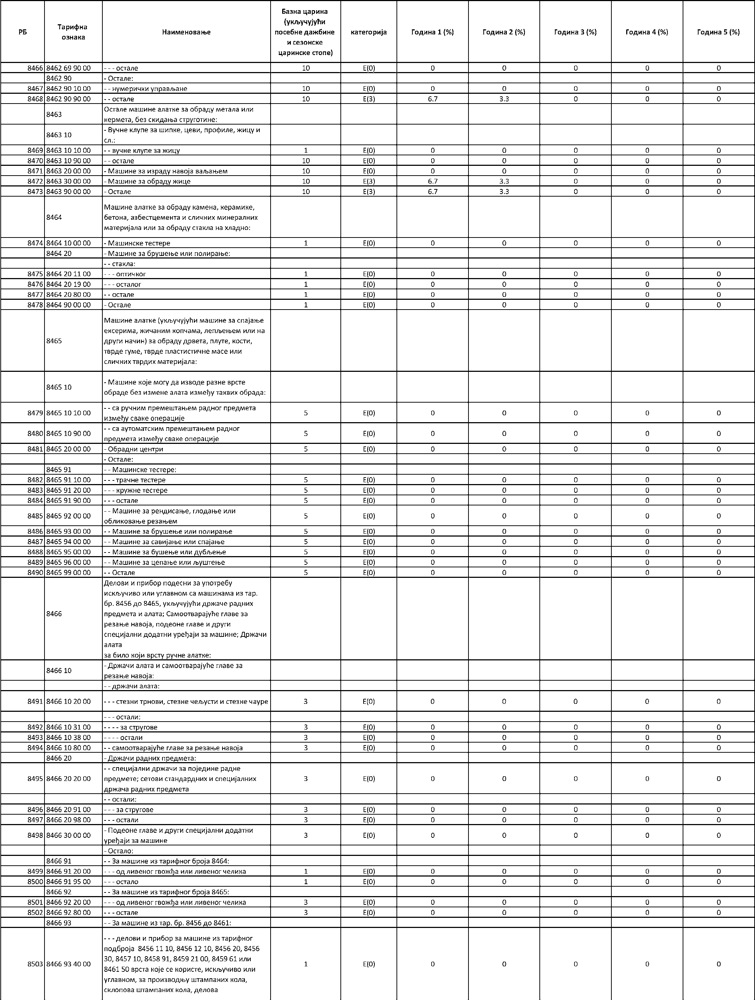 РБ Тарифна ознака Наименовање Базна царина (укључујући посебне дажбине и сезонске царинске стопе) категорија Година 1 (%) Година 2 (%) Година 3 (%) Година 4 (%) Година 5 (%)
8466 8462 69 90 00 - - - остале 10 Е(0) 0 0 0 0 0
8462 90 - Остале:
8467 8462 90 10 00 - - нумерички управљане 10 Е(0) 0 0 0 0 0
8468 8462 90 90 00 - - остале 10 Е(3) 6.7 3.3 0 0 0
8463 Остале машине алатке за обраду метала или
кермета, без скидања струготине:
8463 10 - Вучне клупе за шипке, цеви, профиле, жицу и
сл.:
8469 8463 10 10 00 - - вучне клупе за жицу 1 Е(0) 0 0 0 0 0
8470 8463 10 90 00 - - остале 10 Е(0) 0 0 0 0 0
8471 8463 20 00 00 - Машине за израду навоја ваљањем 10 Е(0) 0 0 0 0 0
8472 8463 30 00 00 - Машине за обраду жице 10 Е(3) 6.7 3.3 0 0 0
8473 8463 90 00 00 - Остале 10 Е(3) 6.7 3.3 0 0 0
8464 Машине алатке за обраду камена, керамике,
бетона, азбестцемента и сличних минералних
материјала или за обраду стакла на хладно:
8474 8464 10 00 00 - Машинске тестере 1 Е(0) 0 0 0 0 0
8464 20 - Машине за брушење или полирање:
- - стакла:
8475 8464 20 11 00 - - - оптичког 1 Е(0) 0 0 0 0 0
8476 8464 20 19 00 - - - осталог 1 Е(0) 0 0 0 0 0
8477 8464 20 80 00 - - остале 1 Е(0) 0 0 0 0 0
8478 8464 90 00 00 - Остале 1 Е(0) 0 0 0 0 0
8465 Машине алатке (укључујући машине за спајање
ексерима, жичаним копчама, лепљењем или на
други начин) за обраду дрвета, плуте, кости,
тврде гуме, тврде пластистичне масе или
сличних тврдих материјала:
8465 10 - Машине које могу да изводе разне врсте
обраде без измене алата између таквих обрада:
8479 8465 10 10 00 - - са ручним премештањем радног предмета
између сваке операције 5 Е(0) 0 0 0 0 0
8480 8465 10 90 00 - - са аутоматским премештањем радног
предмета између сваке операције 5 Е(0) 0 0 0 0 0
8481 8465 20 00 00 - Обрадни центри 5 Е(0) 0 0 0 0 0
- Остале:
8465 91 - - Машинске тестере:
8482 8465 91 10 00 - - - трачне тестере 5 Е(0) 0 0 0 0 0
8483 8465 91 20 00 - - - кружне тестере 5 Е(0) 0 0 0 0 0
8484 8465 91 90 00 - - - остале 5 Е(0) 0 0 0 0 0
8485 8465 92 00 00 - - Машине за рендисање, глодање или
обликовање резањем 5 Е(0) 0 0 0 0 0
8486 8465 93 00 00 - - Машине за брушење или полирање 5 Е(0) 0 0 0 0 0
8487 8465 94 00 00 - - Машине за савијање или спајање 5 Е(0) 0 0 0 0 0
8488 8465 95 00 00 - - Машине за бушење или дубљење 5 Е(0) 0 0 0 0 0
8489 8465 96 00 00 - - Машине за цепање или љуштење 5 Е(0) 0 0 0 0 0
8490 8465 99 00 00 - - Остале 5 Е(0) 0 0 0 0 0
8466 Делови и прибор подесни за употребу
искључиво или углавном са машинама из тар.
бр. 8456 до 8465, укључујући држаче радних
предмета и алата; Самоотварајуће главе за
резање навоја, подеоне главе и други
специјални додатни уређаји за машине; Држачи
алата
за било који врсту ручне алатке:
8466 10 - Држачи алата и самоотварајуће главе за
резање навоја:
- - држачи алата:
8491 8466 10 20 00 - - - стезни трнови, стезне чељусти и стезне чауре 3 Е(0) 0 0 0 0 0
- - - остали:
8492 8466 10 31 00 - - - - за стругове 3 Е(0) 0 0 0 0 0
8493 8466 10 38 00 - - - - остали 3 Е(0) 0 0 0 0 0
8494 8466 10 80 00 - - самоотварајуће главе за резање навоја 3 Е(0) 0 0 0 0 0
8466 20 - Држачи радних предмета:
8495 8466 20 20 00 - - специјални држачи за поједине радне
предмете; сетови стандардних и специјалних
држача радних предмета 3 Е(0) 0 0 0 0 0
- - остали:
8496 8466 20 91 00 - - - за стругове 3 Е(0) 0 0 0 0 0
8497 8466 20 98 00 - - - остали 3 Е(0) 0 0 0 0 0
8498 8466 30 00 00 - Подеоне главе и други специјални додатни
уређаји за машине 3 Е(0) 0 0 0 0 0
- Остало:
8466 91 - - За машине из тарифног броја 8464:
8499 8466 91 20 00 - - - од ливеног гвожђа или ливеног челика 1 Е(0) 0 0 0 0 0
8500 8466 91 95 00 - - - остало 1 Е(0) 0 0 0 0 0
8466 92 - - За машине из тарифног броја 8465:
8501 8466 92 20 00 - - - од ливеног гвожђа или ливеног челика 3 Е(0) 0 0 0 0 0
8502 8466 92 80 00 - - - остале 3 Е(0) 0 0 0 0 0
8466 93 - - За машине из тар. бр. 8456 до 8461:
8503 8466 93 40 00 - - - делови и прибор за машине из тарифног
подброја 8456 11 10, 8456 12 10, 8456 20, 8456
30, 8457 10, 8458 91, 8459 21 00, 8459 61 или
8461 50 врста које се користе, искључиво или
углавном, за производњу штампаних кола,
склопова штампаних кола, делова 1 Е(0) 0 0 0 0 0